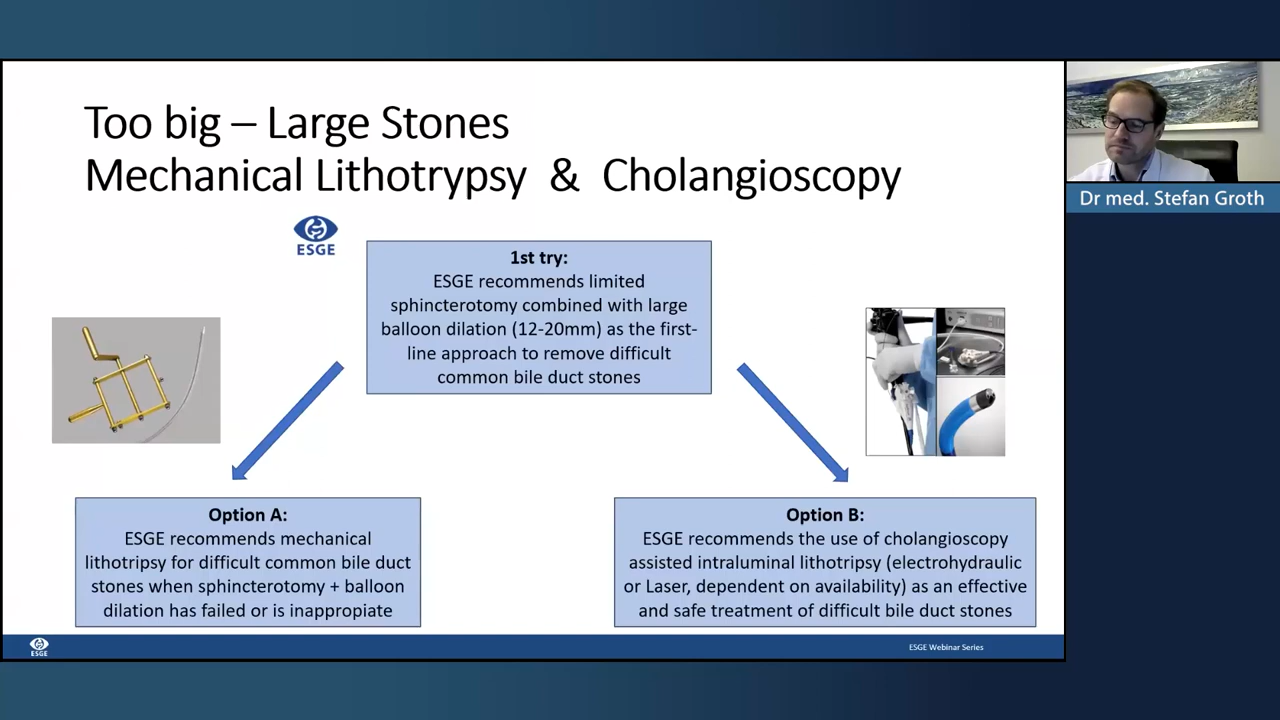 Too big – Large Stones
Mechanical Lithotrypsy & Cholangioscopy
ESGE
1st try:
ESGE recommends limited
sphincterotomy combined with large
balloon dilation (12-20mm) as the first-
line approach to remove difficult
common bile duct stones
Option A:
ESGE recommends mechanical
lithotripsy for difficult common bile duct
stones when sphincterotomy + balloon
dilation has failed or is inappropiate
Option B:
ESGE recommends the use of cholangioscopy
assisted intraluminal lithotripsy (electrohydraulic
or Laser, dependent on availability) as an effective
and safe treatment of difficult bile duct stones
ESGE
ESGE Webinar Series
Dr med. Stefan Groth